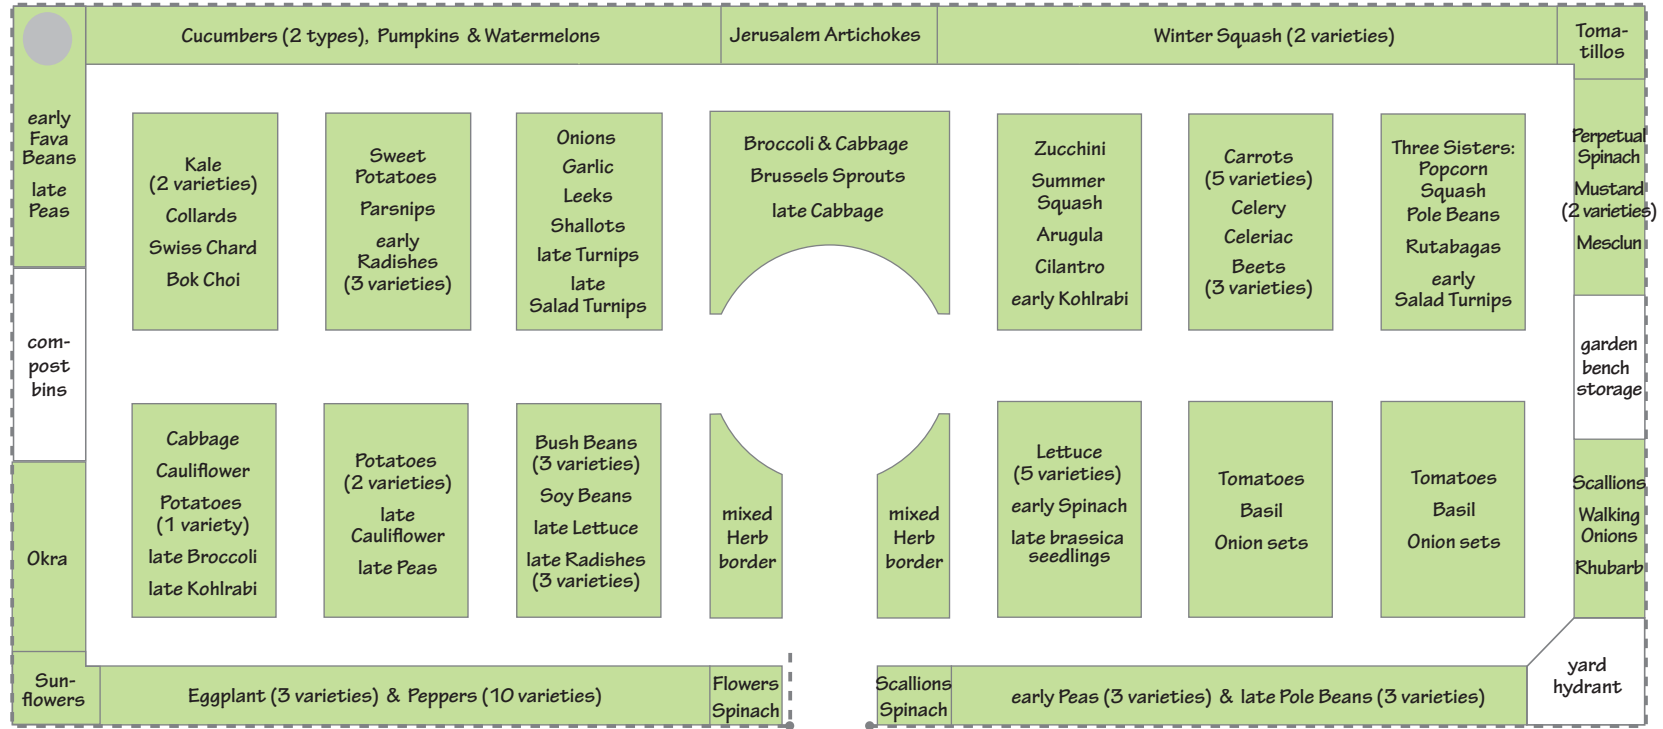 Cucumbers (2 types), Pumpkins & Watermelons
Jerusalem Artichokes
Winter Squash (2 varieties)
Toma-
tillos
early
Fava
Beans
late
Peas
Kale
(2 varieties)
Collards
Swiss Chard
Bok Choi
Sweet
Potatoes
Parsnips
early
Radishes
(3 varieties)
Onions
Garlic
Leeks
Shallots
late Turnips
late
Salad Turnips
Broccoli & Cabbage
Brussels Sprouts
late Cabbage
Zucchini
Summer
Squash
Arugula
Cilantro
early Kohlrabi
Carrots
(5 varieties)
Celery
Celeriac
Beets
(3 varieties)
Three Sisters:
Popcorn
Squash
Pole Beans
Rutabagas
early
Salad Turnips
Perpetual
Spinach
Mustard
(2 varieties)
Mesclun
com-
post
bins
garden
bench
storage
Okra
Cabbage
Cauliflower
Potatoes
(1 variety)
late Broccoli
late Kohlrabi
Potatoes
(2 varieties)
late
Cauliflower
late Peas
Bush Beans
(3 varieties)
Soy Beans
late Lettuce
late Radishes
(3 varieties)
mixed
Herb
border
mixed
Herb
border
Lettuce
(5 varieties)
early Spinach
late brassica
seedlings
Tomatoes
Basil
Onion sets
Tomatoes
Basil
Onion sets
Scallions
Walking
Onions
Rhubarb
Sun-
flowers
Eggplant (3 varieties) & Peppers (10 varieties)
Flowers
Spinach
Scallions
Spinach
early Peas (3 varieties) & late Pole Beans (3 varieties)
yard
hydrant